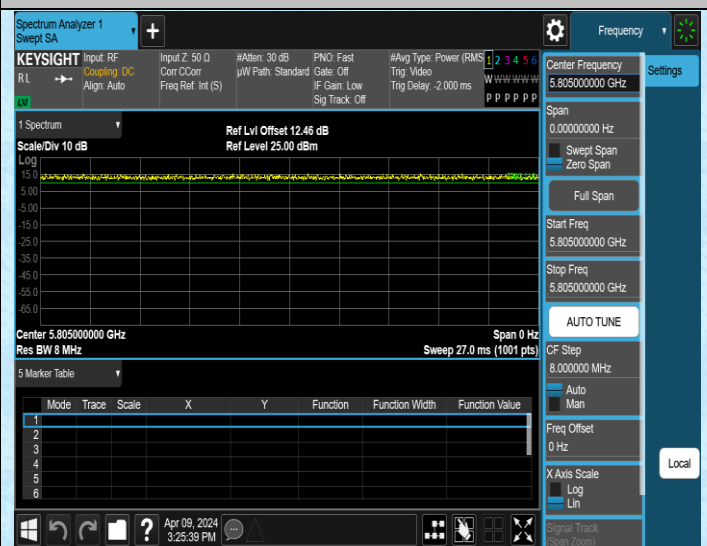 Spectrum Analyzer 1
Swept SA
Frequency
KEYSIGHT
RL
LXI
Input: RF
Coupling: DC
Align: Auto
Input Z: 50 Ω
Corr CCorr
Freq Ref: Int (S)
#Atten: 30 dB
µW Path: Standard
PNO: Fast
Gate: Off
IF Gain: Low
Sig Track: Off
#Avg Type: Power (RMS
Trig: Video
Trig Delay: -2.000 ms
1 2 3 4 5 6
W W W W W W
P P P P P P
Center Frequency
5.805000000 GHz
Settings
Span
0.00000000 Hz
Swept Span
Zero Span
Full Span
Start Freq
5.805000000 GHz
Stop Freq
5.805000000 GHz
AUTO TUNE
CF Step
8.000000 MHz
Auto
Man
Freq Offset
0 Hz
X Axis Scale
Log
Lin
Signal Track
(Span Zoom)
Local
1 Spectrum
Scale/Div 10 dB
Ref Lvl Offset 12.46 dB
Ref Level 25.00 dBm
Log
15.0
5.00
-5.00
-15.0
-25.0
-35.0
-45.0
-55.0
-65.0
Center 5.805000000 GHz
Span 0 Hz
Res BW 8 MHz
Sweep 27.0 ms (1001 pts)
5 Marker Table
Mode Trace Scale X Y Function Function Width Function Value
1
2
3
4
5
6
?
Apr 09, 2024
3:25:39 PM